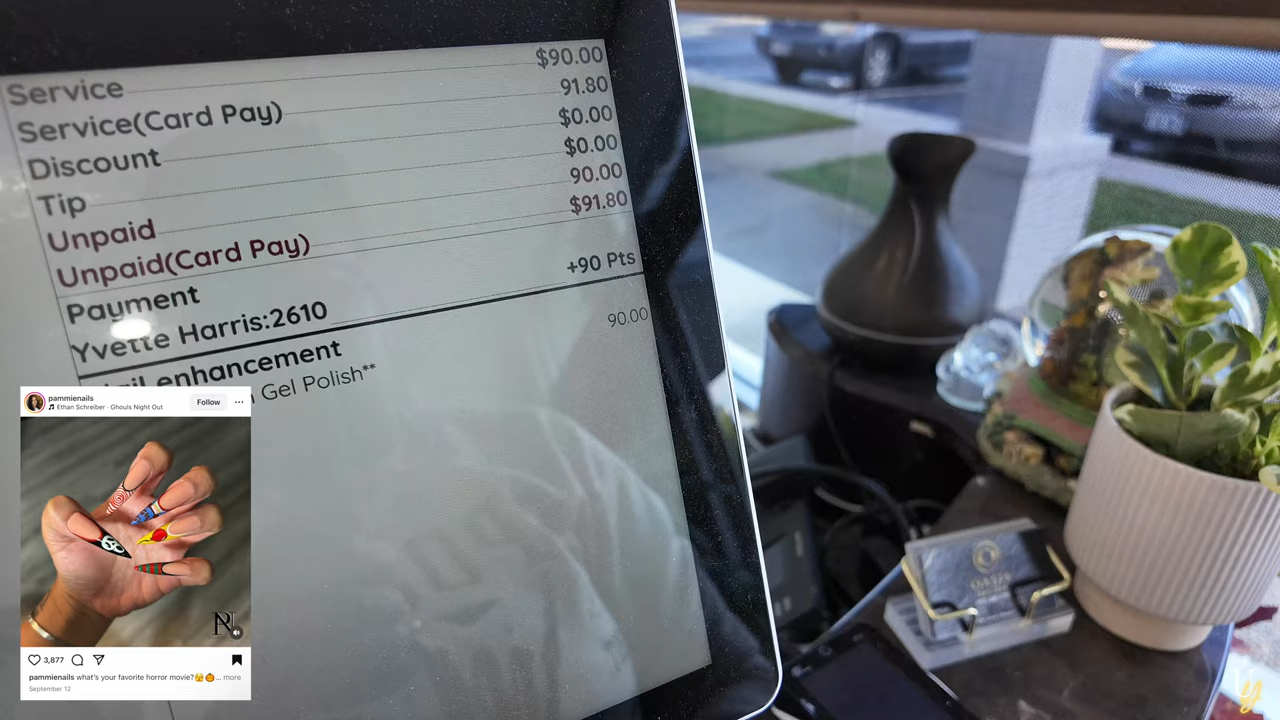 Service $90.00
Service(Card Pay) 91.80
Discount $0.00
Tip $0.00
Unpaid 90.00
Unpaid(Card Pay) $91.80
Payment
Yvette Harris:2610 +90 Pts
enhancement 90.00
Gel Polish**
pammienails
Ethan Schreiber · Ghouls Night Out
Follow
3,877
pammienails what's your favorite horror movie? ... more
September 12